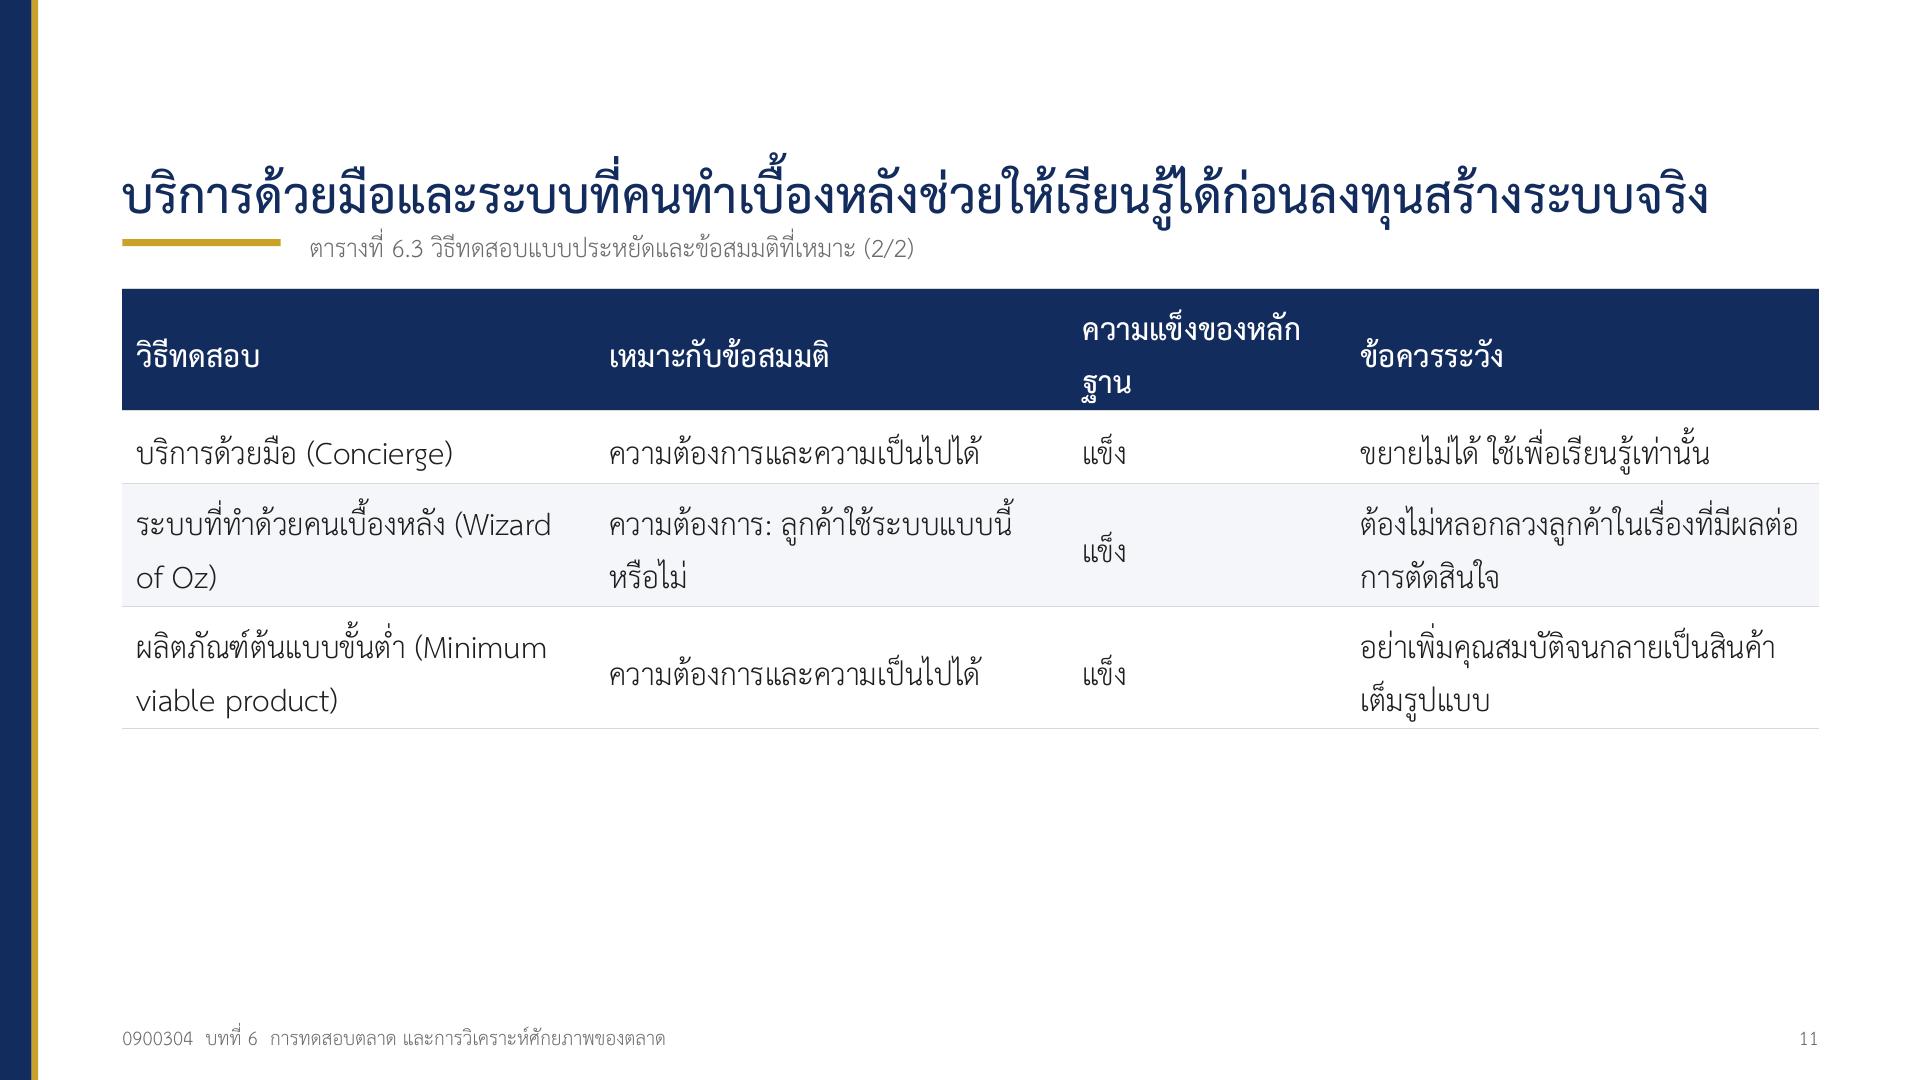 บริการด้วยมือและระบบที่คนทำเบื้องหลังช่วยให้เรียนรู้ได้ก่อนลงทุนสร้างระบบจริง
ตารางที่ 6.3 วิธีทดสอบแบบประหยัดและข้อสมมติที่เหมาะ (2/2)
วิธีทดสอบ
เหมาะกับข้อสมมติ
ความแข็งของหลัก
ฐาน
ข้อควรระวัง
บริการด้วยมือ (Concierge)
ความต้องการและความเป็นไปได้
แข็ง
ขยายไม่ได้ ใช้เพื่อเรียนรู้เท่านั้น
ระบบที่ทำด้วยคนเบื้องหลัง (Wizard
of Oz)
ความต้องการ: ลูกค้าใช้ระบบแบบนี้
หรือไม่
แข็ง
ต้องไม่หลอกลวงลูกค้าในเรื่องที่มีผลต่อ
การตัดสินใจ
ผลิตภัณฑ์ต้นแบบขั้นต่ำ (Minimum
viable product)
ความต้องการและความเป็นไปได้
แข็ง
อย่าเพิ่มคุณสมบัติจนกลายเป็นสินค้า
เต็มรูปแบบ
0900304 บทที่ 6 การทดสอบตลาด และการวิเคราะห์ศักยภาพของตลาด
11